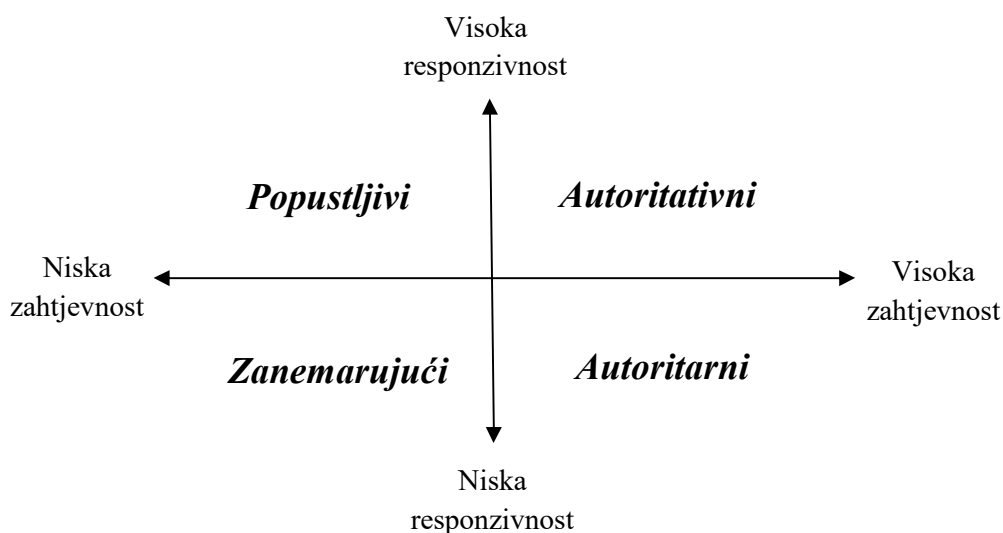 Visoka
responzivnost
Popustljivi
Autoritativni
Niska
zahtjevnost
Visoka
zahtjevnost
Zanemarujući
Autoritarni
Niska
responzivnost